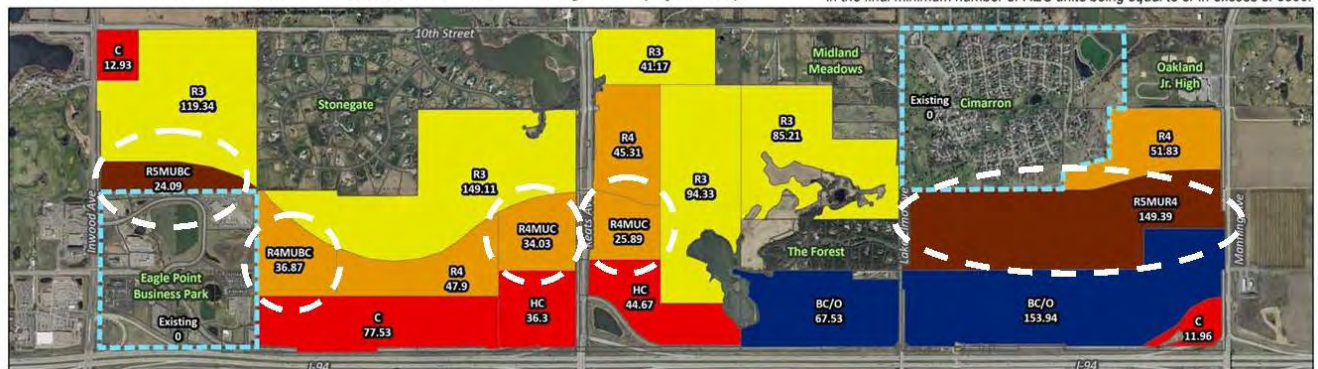 in the final minimum number of REC units being equal to or in excess of
10th Street
C
12.93
R3
119.34
Stonegate
R3
41.17
Midland
Meadows
Existing
0
Cimarron
Oakland
Jr. High
R4
45.31
R3
85.21
R4
51.83
R5MUBC
24.09
R3
149.11
R3
94.33
R5MUR4
149.39
Inwood Ave
Keats Ave
Manning Ave
R4MUBC
36.87
R4MUC
34.03
R4MUC
25.89
The Forest
Eagle Point
Business Park
R4
47.9
Existing
0
C
77.53
HC
36.3
HC
44.67
BC/O
67.53
BC/O
153.94
C
11.96
I-94
I-94